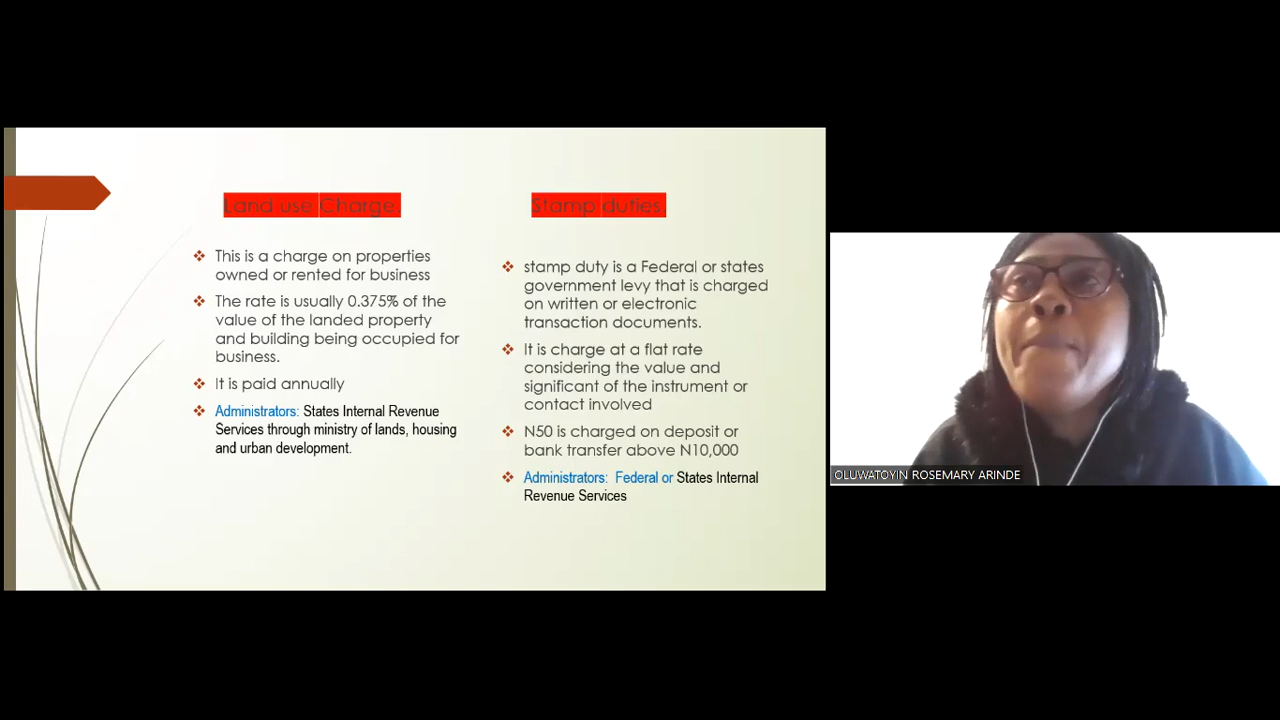 Land use Charge.
This is a charge on properties
owned or rented for business
The rate is usually 0.375% of the
value of the landed property
and building being occupied for
business.
It is paid annually
Administrators: States Internal Revenue
Services through ministry of lands, housing
and urban development.
Stamp duties.
stamp duty is a Federal or states
government levy that is charged
on written or electronic
transaction documents.
It is charge at a flat rate
considering the value and
significant of the instrument or
contact involved
N50 is charged on deposit or
bank transfer above N10,000
Administrators: Federal or States Internal
Revenue Services
OLUWATOYIN ROSEMARY ARINDE